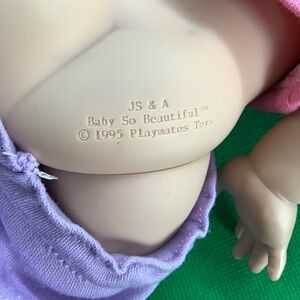 JS & A
Baby So Beautiful™
© 1995 Playmates Toys